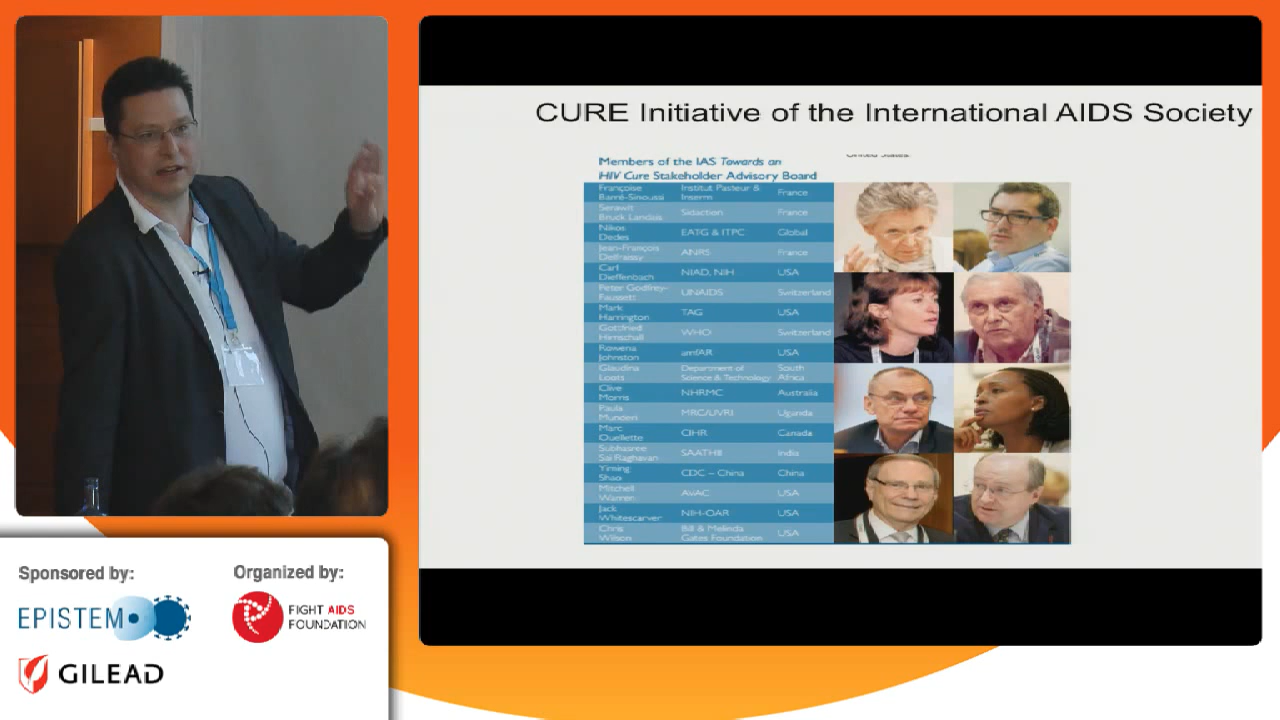 CURE Initiative of the International AIDS Society
Members of the IAS Towards an
HIV Cure Stakeholder Advisory Board
Françoise Barré-Sinoussi Institut Pasteur & Inserm France
Bruck Landais Sidaction France
Nikos Dedes EATG & ITPC Global
Jean-François Delfraissy ANRS France
Carl Dieffenbach NIAD, NIH USA
Peter Godfrey-Faussett UNAIDS Switzerland
Mark Harrington TAG USA
Gottfried Hirnschall WHO Switzerland
Rowena Johnston amfAR USA
Glaudina Loots Department of Science & Technology South Africa
Clive Morris NHRMC Australia
Paula Munderi MRC/UVRI Uganda
Marc Ouellette CIHR Canada
Subhasree Sai Raghavan SAATHII India
Yiming Shao CDC – China China
Mitchell Warren AVAC USA
Jack Whitescarver NIH-OAR USA
Chris Wilson Bill & Melinda Gates Foundation USA
Sponsored by:
EPISTEM
GILEAD
Organized by:
FIGHT AIDS
FOUNDATION